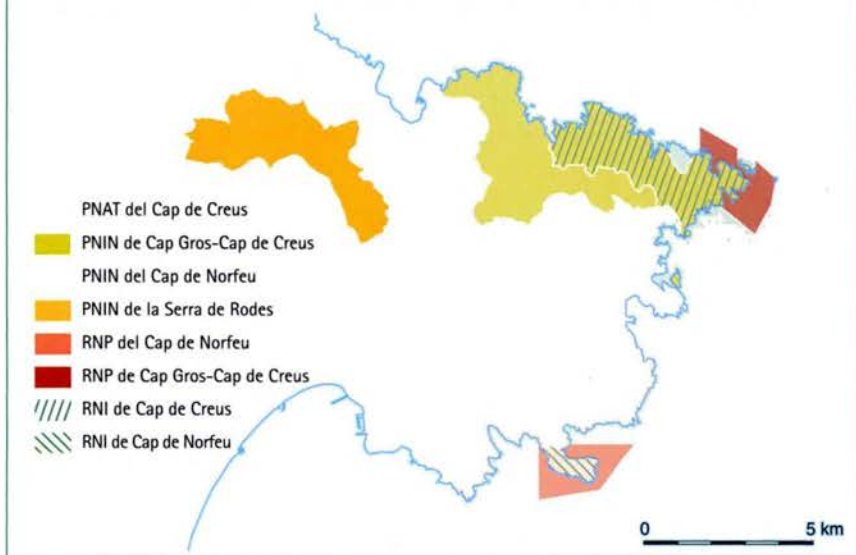 PNAT del Cap de Creus
PNIN de Cap Gros-Cap de Creus
PNIN del Cap de Norfeu
PNIN de la Serra de Rodes
RNP del Cap de Norfeu
RNP de Cap Gros-Cap de Creus
RNI de Cap de Creus
RNI de Cap de Norfeu
0 5 km